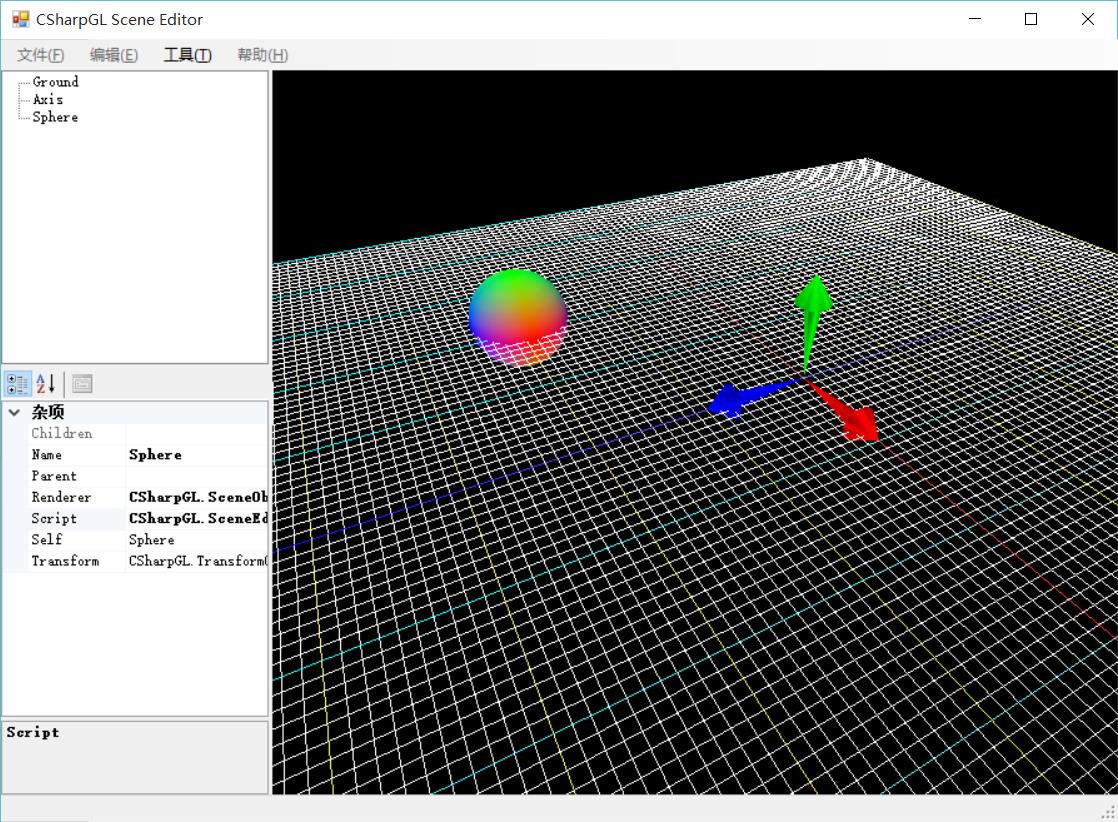 CSharpGL Scene Editor
文件(F) 编辑(E) 工具(T) 帮助(H)
Ground
Axis
Sphere
A
Z
杂项
Children
Name Sphere
Parent
Renderer CSharpGL.SceneOb
Script CSharpGL.SceneEd
Self Sphere
Transform CSharpGL.Transform
Script